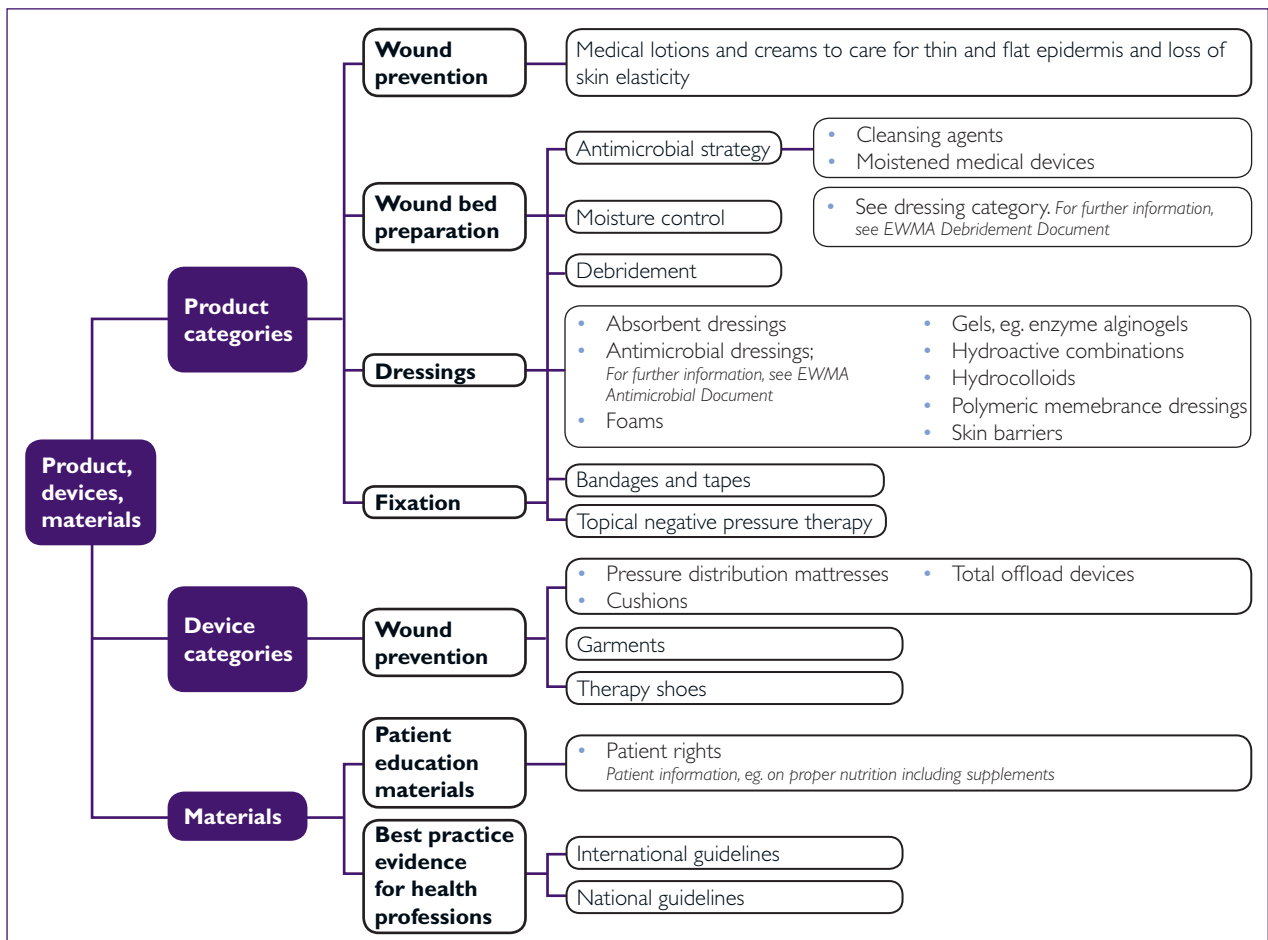 Product,
devices,
materials
Product
categories
Wound
prevention
Medical lotions and creams to care for thin and flat epidermis and loss of
skin elasticity
Wound bed
preparation
Antimicrobial strategy
• Cleansing agents
• Moistened medical devices
Moisture control
• See dressing category. For further information,
see EWMA Debridement Document
Debridement
Dressings
• Absorbent dressings
• Antimicrobial dressings;
For further information, see EWMA
Antimicrobial Document
• Foams
• Gels, eg. enzyme alginogels
• Hydroactive combinations
• Hydrocolloids
• Polymeric memebrance dressings
• Skin barriers
Fixation
Bandages and tapes
Topical negative pressure therapy
Device
categories
Wound
prevention
• Pressure distribution mattresses
• Cushions
• Total offload devices
Garments
Therapy shoes
Materials
Patient
education
materials
• Patient rights
Patient information, eg. on proper nutrition including supplements
Best practice
evidence
for health
professions
International guidelines
National guidelines